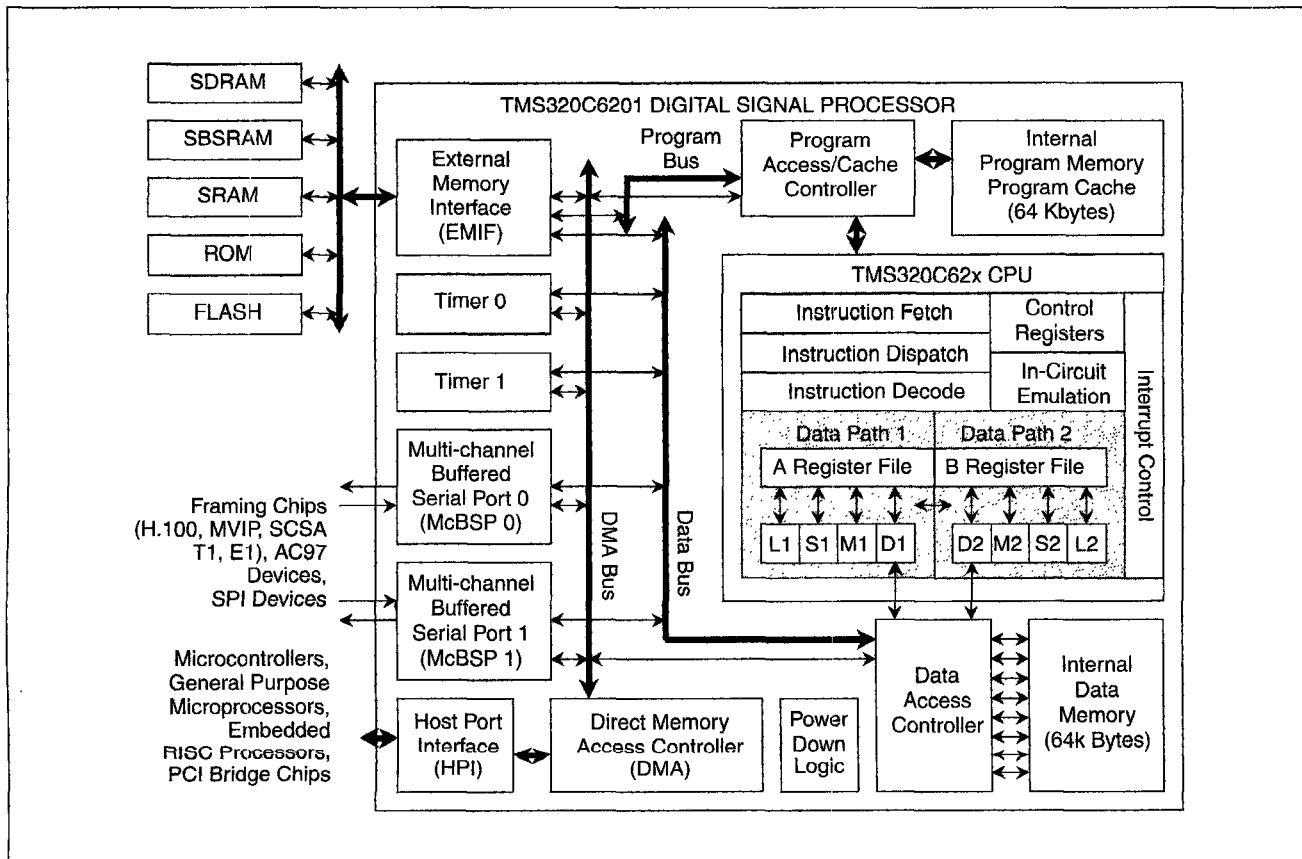 SDRAM
SBSRAM
SRAM
ROM
FLASH
TMS320C6201 DIGITAL SIGNAL PROCESSOR
External
Memory
Interface
(EMIF)
Program
Bus
Program
Access/Cache
Controller
Internal
Program Memory
Program Cache
(64 Kbytes)
Timer 0
Timer 1
TMS320C62x CPU
Instruction Fetch
Instruction Dispatch
Instruction Decode
Control
Registers
In-Circuit
Emulation
Interrupt Control
Data Path 1
Data Path 2
A Register File
B Register File
L1 S1 M1 D1
D2 M2 S2 L2
Framing Chips
(H.100, MVIP, SCSA
T1, E1), AC97
Devices,
SPI Devices
Multi-channel
Buffered
Serial Port 0
(McBSP 0)
Multi-channel
Buffered
Serial Port 1
(McBSP 1)
DMA Bus
Data Bus
Microcontrollers,
General Purpose
Microprocessors,
Embedded
RISC Processors,
PCI Bridge Chips
Host Port
Interface
(HPI)
Direct Memory
Access Controller
(DMA)
Power
Down
Logic
Data
Access
Controller
Internal
Data
Memory
(64k Bytes)